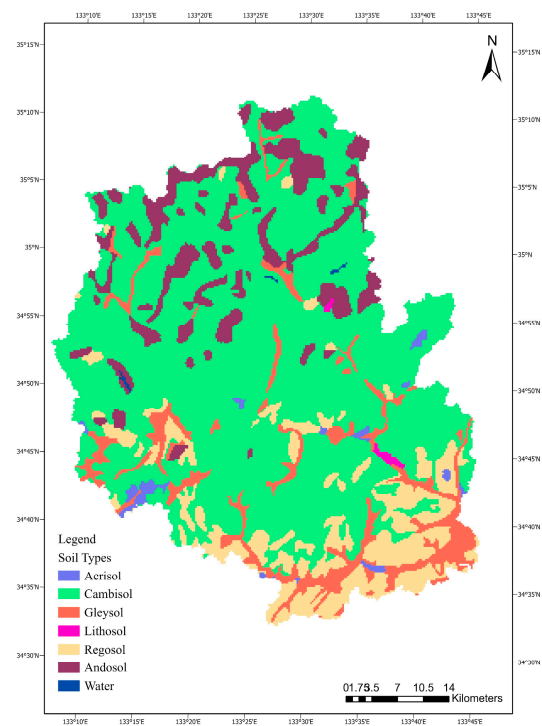 133°10'E 133°15'E 133°20'E 133°25'E 133°30'E 133°35'E 133°40'E 133°45'E
N
35°15'N 35°15'N
35°10'N 35°10'N
35°5'N 35°5'N
35°N 35°N
34°55'N 34°55'N
34°50'N 34°50'N
34°45'N 34°45'N
34°40'N 34°40'N
Legend
Soil Types
Acrisol
34°35'N 34°35'N
Cambisol
Gleysol
Lithosol
Regosol
34°30'N 34°30'N
Andosol
Water
01.753.5 7 10.5 14
Kilometers
133°10'E 133°15'E 133°20'E 133°25'E 133°30'E 133°35'E 133°40'E 133°45'E